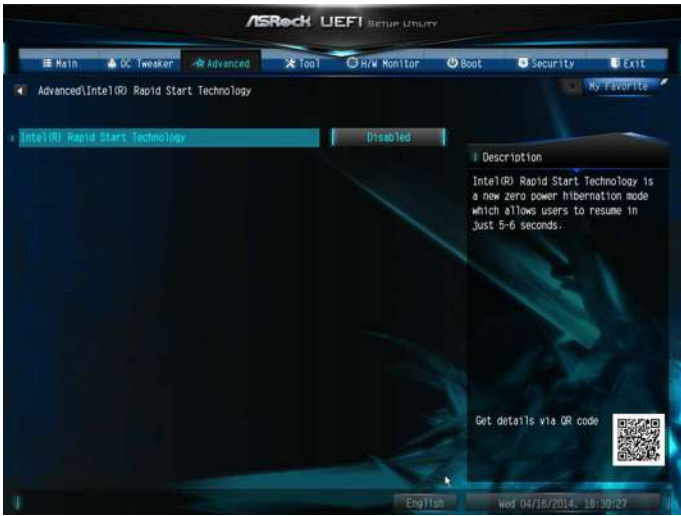 ASRock UEFI SETUP UTILITY
Main OC Tweaker Advanced Tool H/W Monitor Boot Security Exit
Advanced\Intel(R) Rapid Start Technology
My Favorite
Intel(R) Rapid Start Technology Disabled
Description
Intel(R) Rapid Start Technology is
a new zero power hibernation mode
which allows users to resume in
just 5-6 seconds.
Get details via QR code
English Wed 04/16/2014. 18:30:27